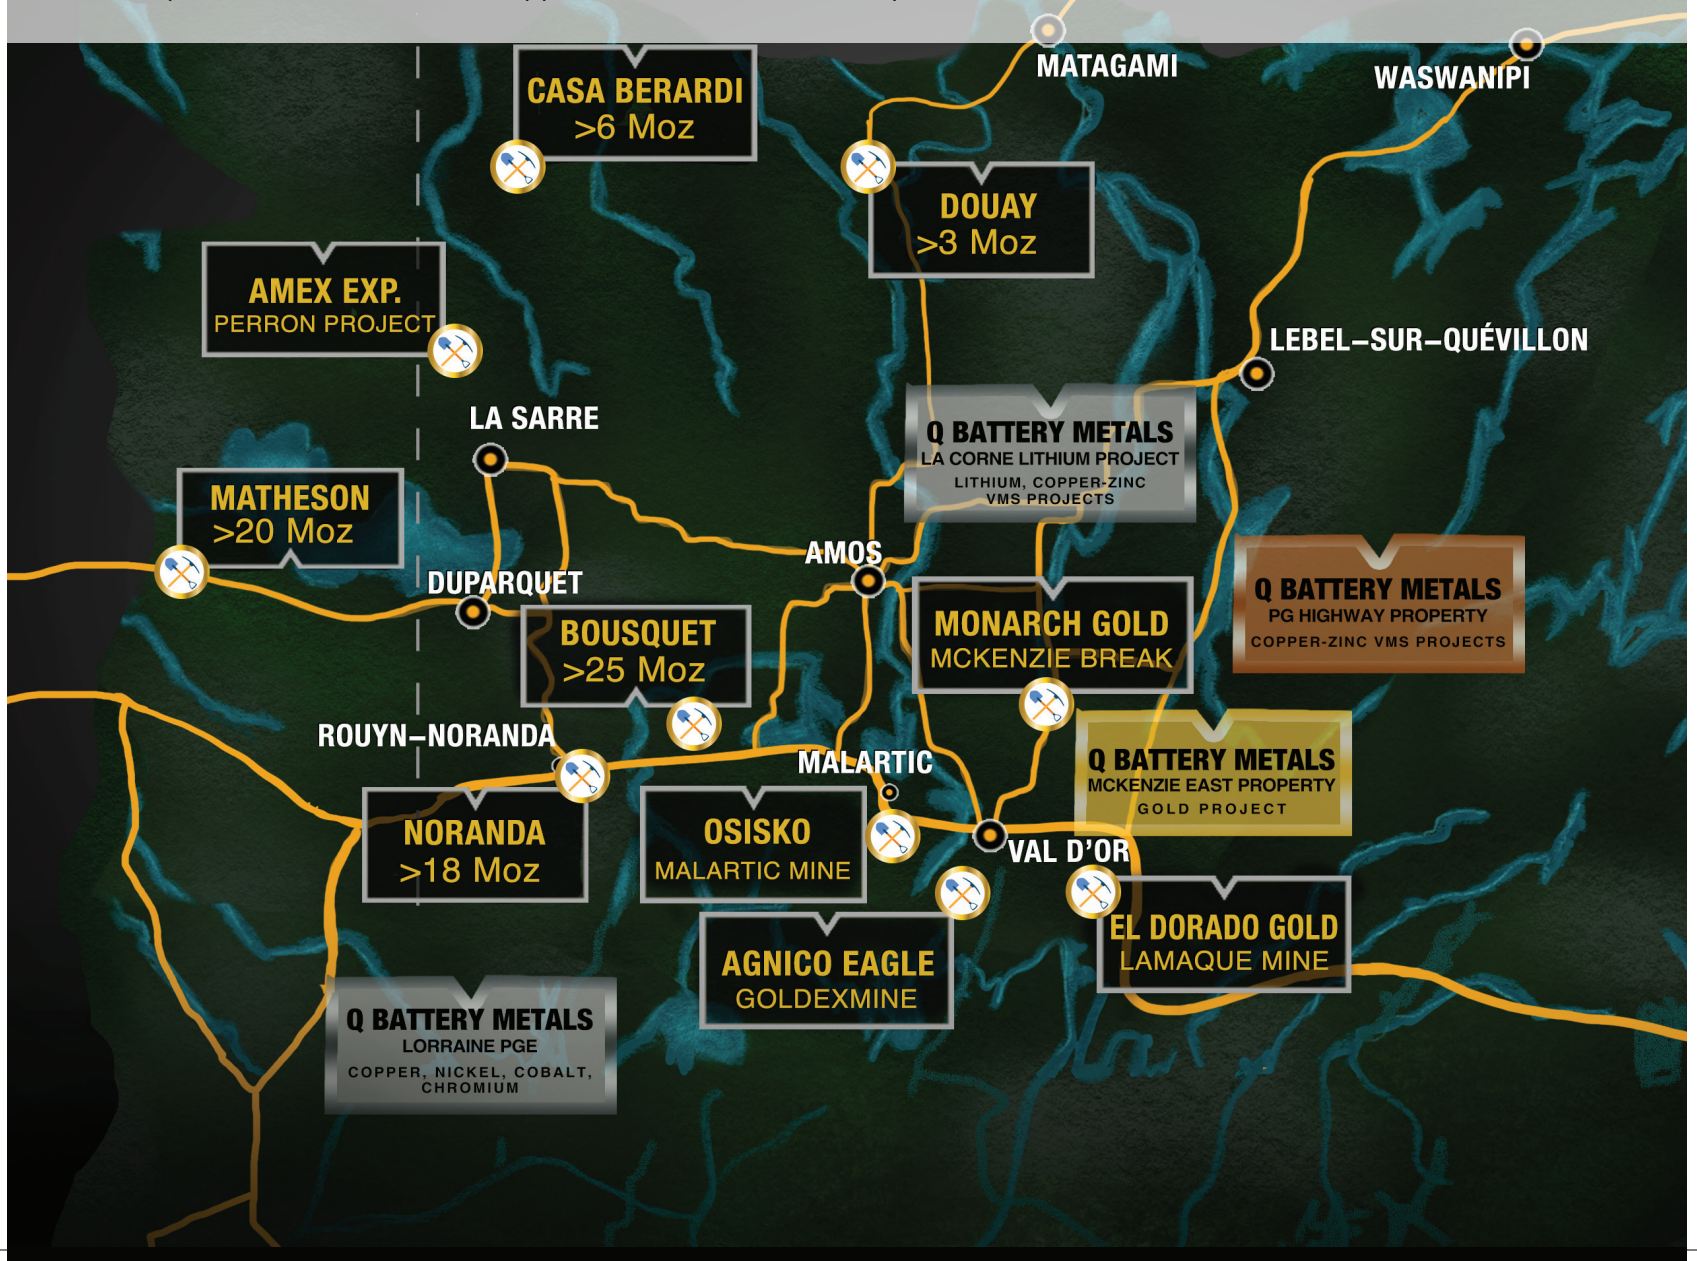 MATAGAMI
WASWANIPI
CASA BERARDI
>6 Moz
DOUAY
>3 Moz
AMEX EXP.
PERRON PROJECT
LEBEL–SUR–QUÉVILLON
LA SARRE
Q BATTERY METALS
LA CORNE LITHIUM PROJECT
LITHIUM, COPPER-ZINC
VMS PROJECTS
MATHESON
>20 Moz
AMOS
DUPARQUET
Q BATTERY METALS
PG HIGHWAY PROPERTY
COPPER-ZINC VMS PROJECTS
BOUSQUET
>25 Moz
MONARCH GOLD
MCKENZIE BREAK
ROUYN–NORANDA
MALARTIC
Q BATTERY METALS
MCKENZIE EAST PROPERTY
GOLD PROJECT
NORANDA
>18 Moz
OSISKO
MALARTIC MINE
VAL D’OR
EL DORADO GOLD
LAMAQUE MINE
AGNICO EAGLE
GOLDEXMINE
Q BATTERY METALS
LORRAINE PGE
COPPER, NICKEL, COBALT,
CHROMIUM